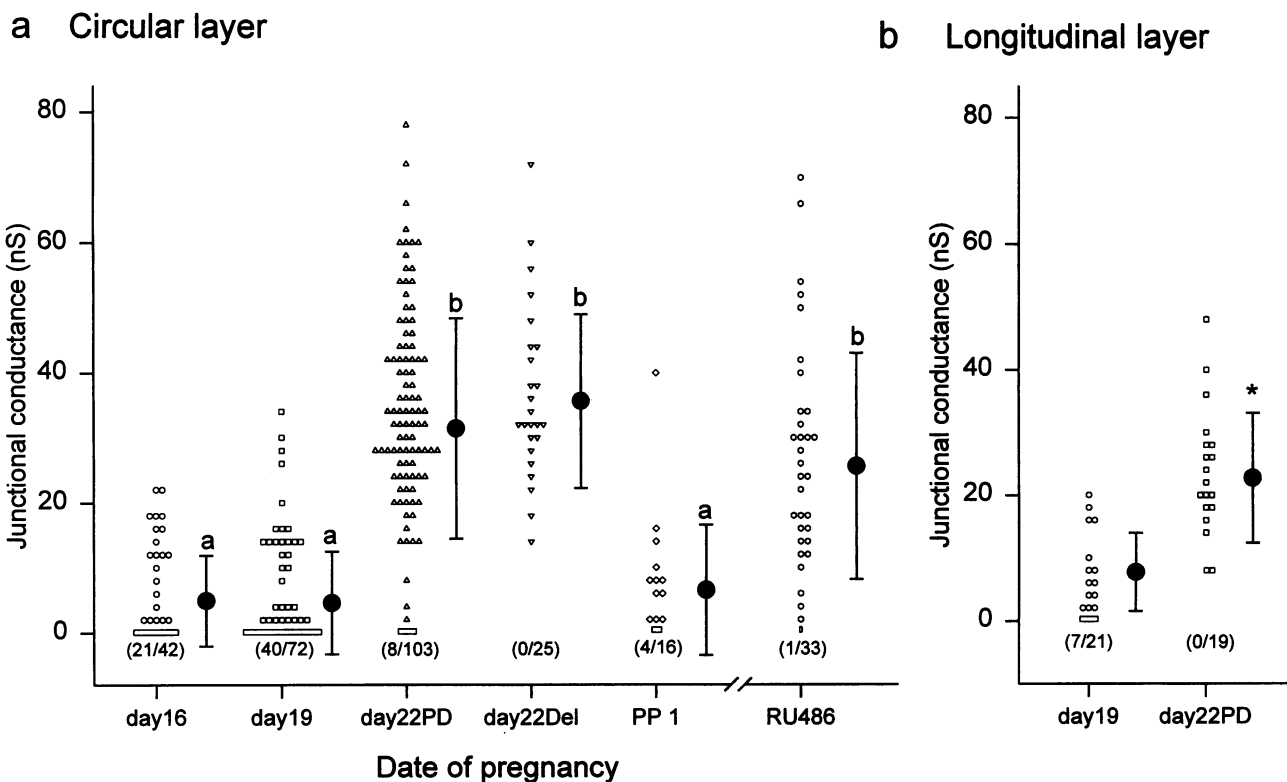 a Circular layer
b Longitudinal layer
Junctional conductance (nS)
80
60
40
20
0
a
a
b
b
a
b
(21/42) (40/72) (8/103) (0/25) (4/16) (1/33)
day16 day19 day22PD day22Del PP 1 RU486
Date of pregnancy
Junctional conductance (nS)
80
60
40
20
0
*
(7/21) (0/19)
day19 day22PD